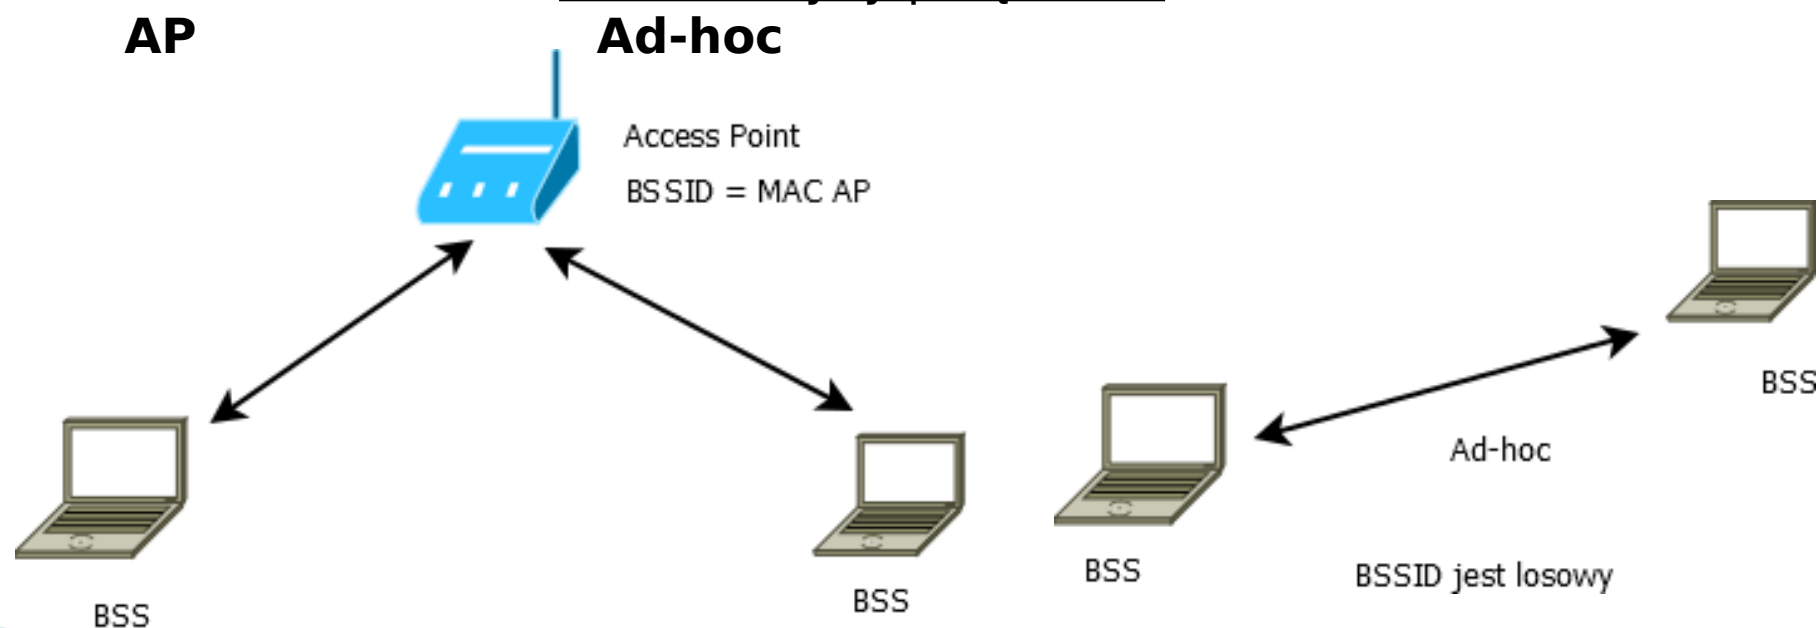 AP
Ad-hoc
Access Point
BSSID = MAC AP
BSS
BSS
BSS
Ad-hoc
BSS
BSSID jest losowy